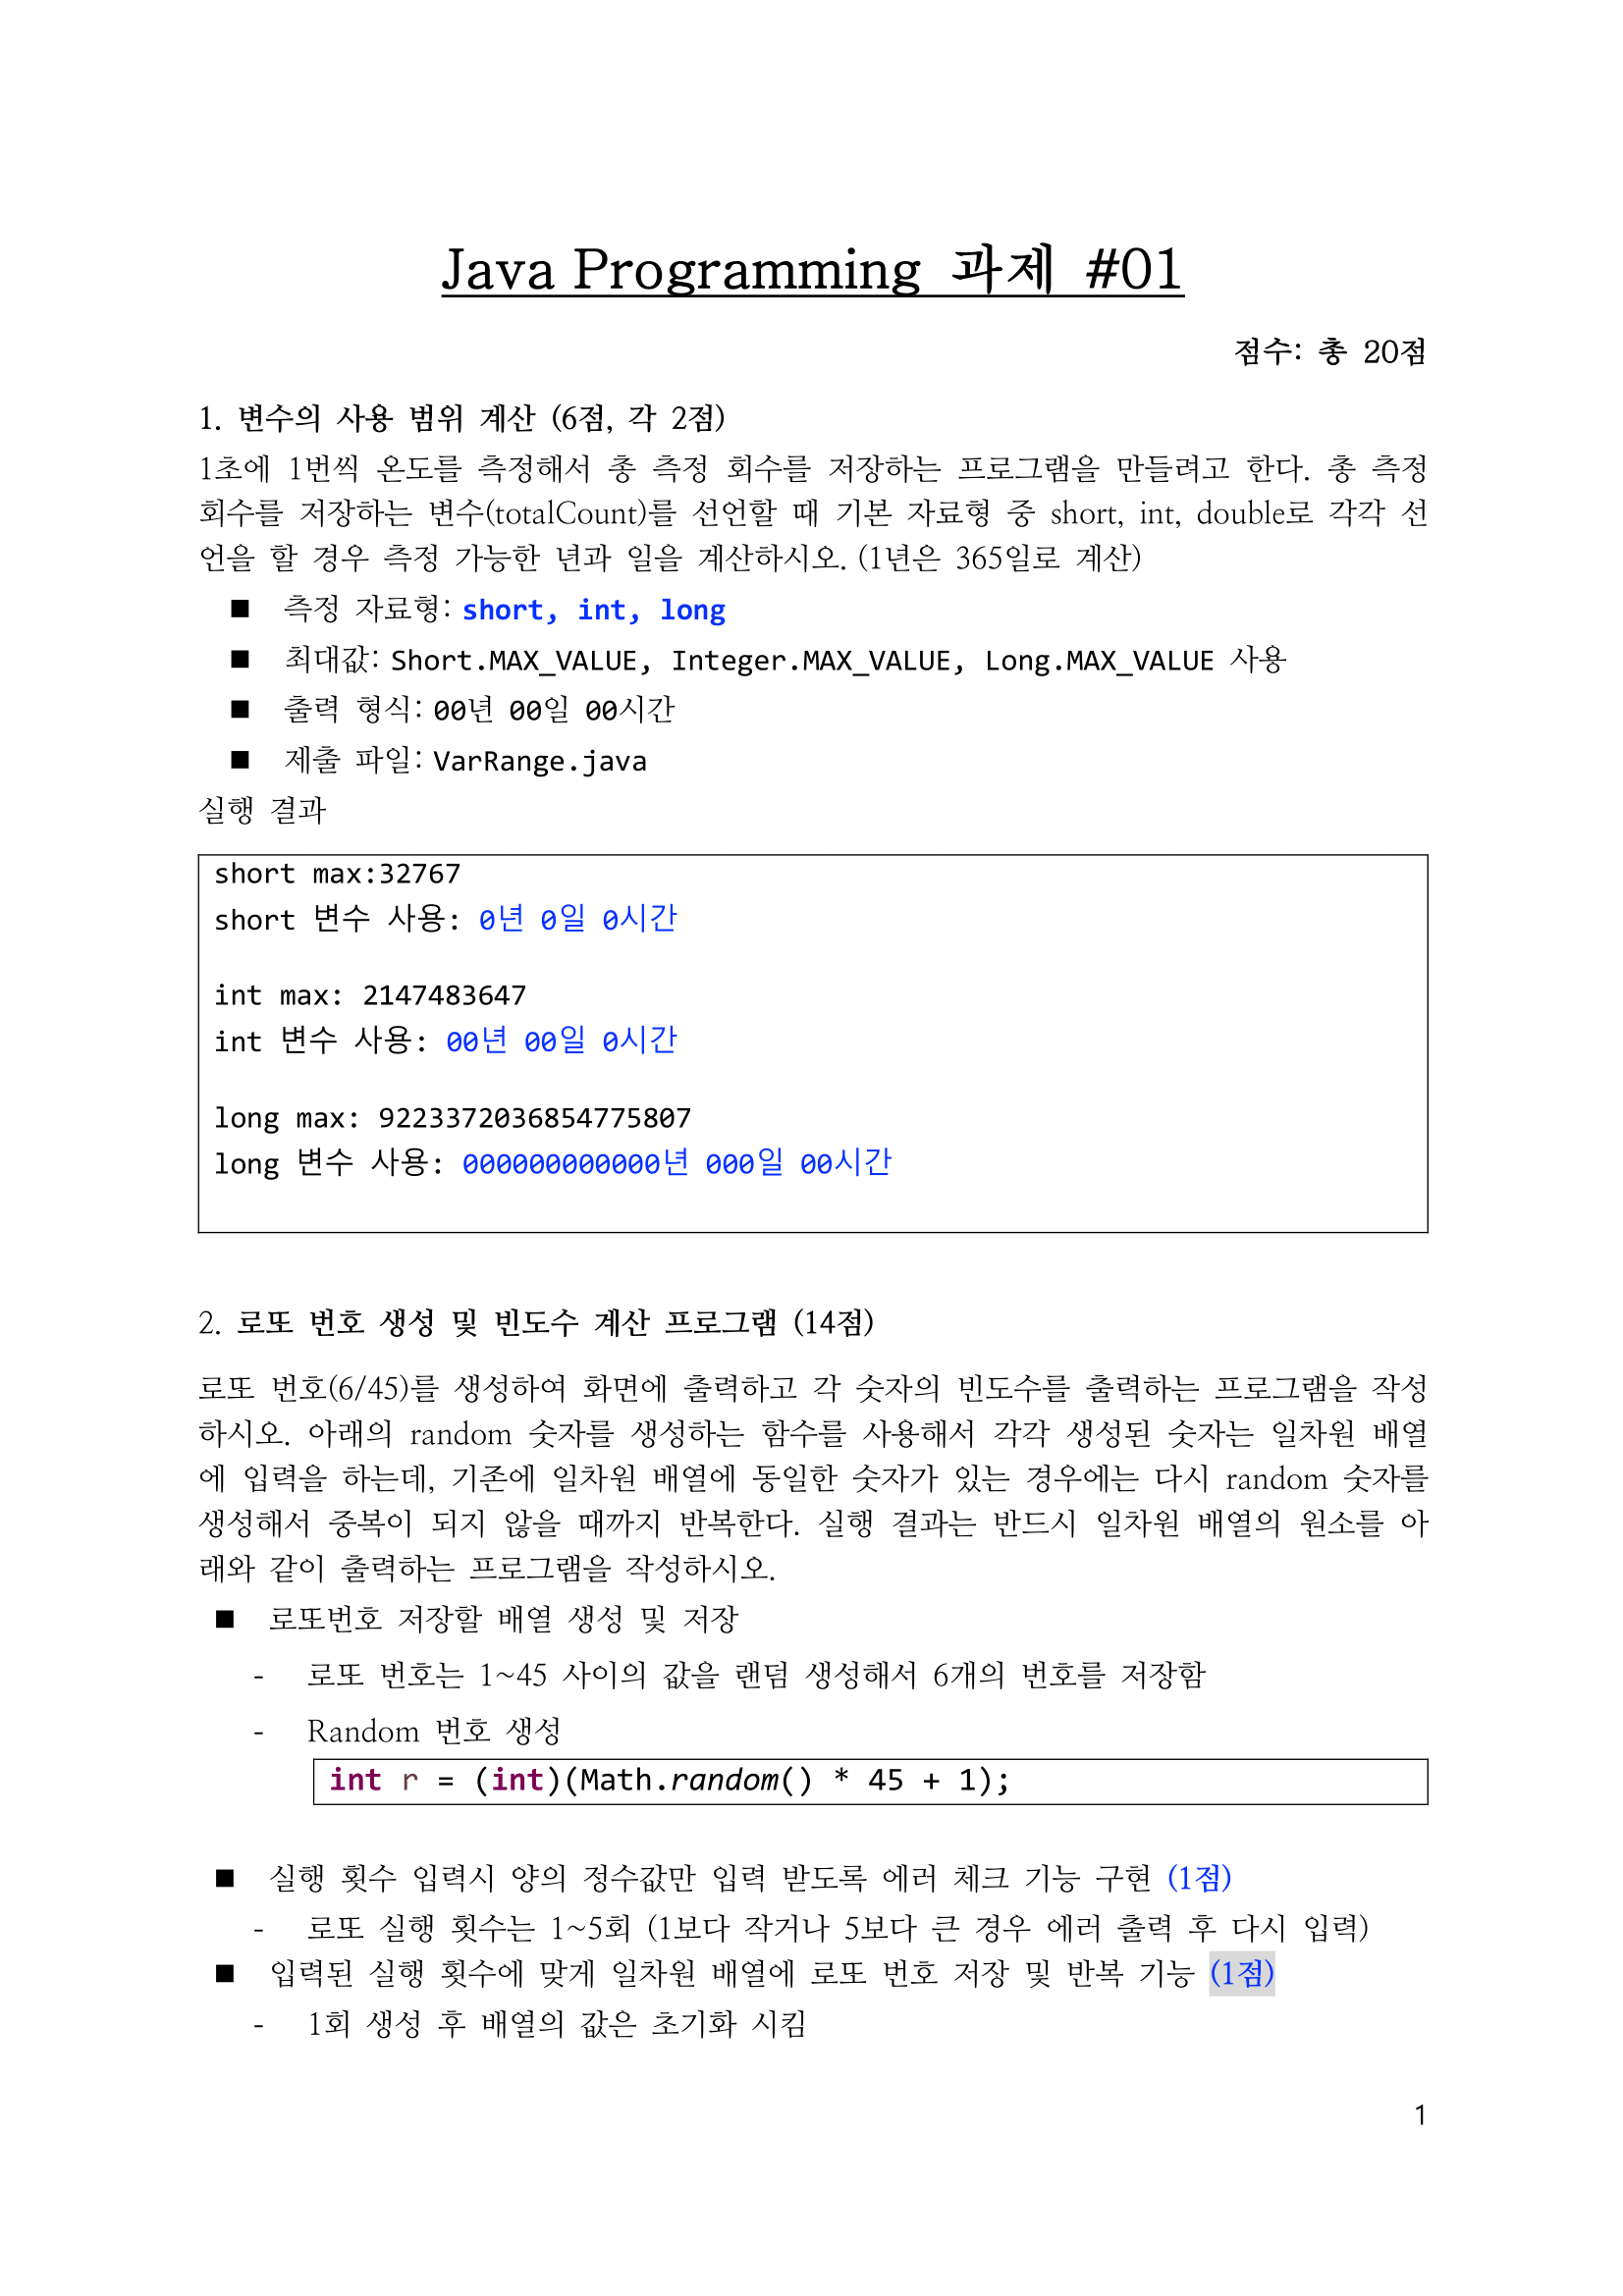 Java Programming 과제 #01
점수: 총 20점
1. 변수의 사용 범위 계산 (6점, 각 2점)
1초에 1번씩 온도를 측정해서 총 측정 회수를 저장하는 프로그램을 만들려고 한다. 총 측정
회수를 저장하는 변수(totalCount)를 선언할 때 기본 자료형 중 short, int, double로 각각 선
언을 할 경우 측정 가능한 년과 일을 계산하시오. (1년은 365일로 계산)
■ 측정 자료형: short, int, long
■ 최대값: Short.MAX_VALUE, Integer.MAX_VALUE, Long.MAX_VALUE 사용
■ 출력 형식: 00년 00일 00시간
■ 제출 파일: VarRange.java
실행 결과
short max:32767
short 변수 사용: 0년 0일 0시간
int max: 2147483647
int 변수 사용: 00년 00일 0시간
long max: 9223372036854775807
long 변수 사용: 000000000000년 000일 00시간
2. 로또 번호 생성 및 빈도수 계산 프로그램 (14점)
로또 번호(6/45)를 생성하여 화면에 출력하고 각 숫자의 빈도수를 출력하는 프로그램을 작성
하시오. 아래의 random 숫자를 생성하는 함수를 사용해서 각각 생성된 숫자는 일차원 배열
에 입력을 하는데, 기존에 일차원 배열에 동일한 숫자가 있는 경우에는 다시 random 숫자를
생성해서 중복이 되지 않을 때까지 반복한다. 실행 결과는 반드시 일차원 배열의 원소를 아
래와 같이 출력하는 프로그램을 작성하시오.
■ 로또번호 저장할 배열 생성 및 저장
- 로또 번호는 1~45 사이의 값을 랜덤 생성해서 6개의 번호를 저장함
- Random 번호 생성
int r = (int)(Math.random() * 45 + 1);
■ 실행 횟수 입력시 양의 정수값만 입력 받도록 에러 체크 기능 구현 (1점)
- 로또 실행 횟수는 1~5회 (1보다 작거나 5보다 큰 경우 에러 출력 후 다시 입력)
■ 입력된 실행 횟수에 맞게 일차원 배열에 로또 번호 저장 및 반복 기능 (1점)
- 1회 생성 후 배열의 값은 초기화 시킴
1